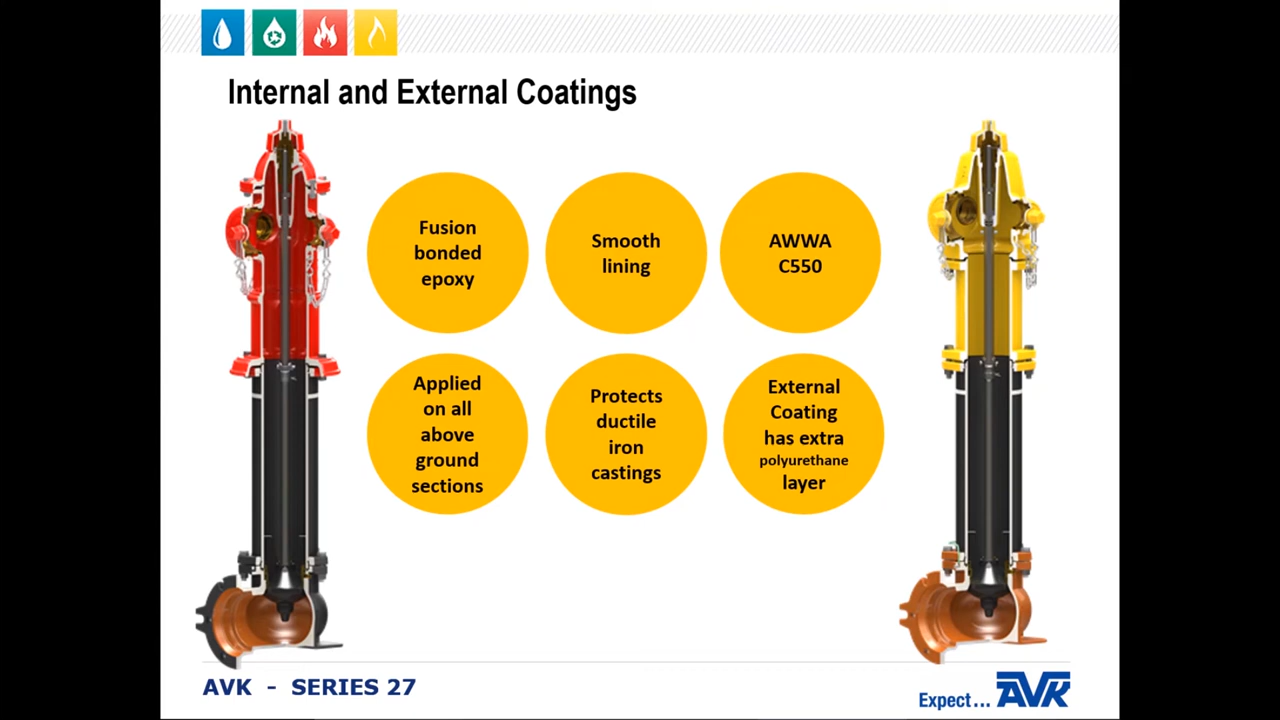 Internal and External Coatings
Fusion
bonded
epoxy
Smooth
lining
AWWA
C550
Applied
on all
above
ground
sections
Protects
ductile
iron
castings
External
Coating
has extra
polyurethane
layer
AVK - SERIES 27
Expect... AVK